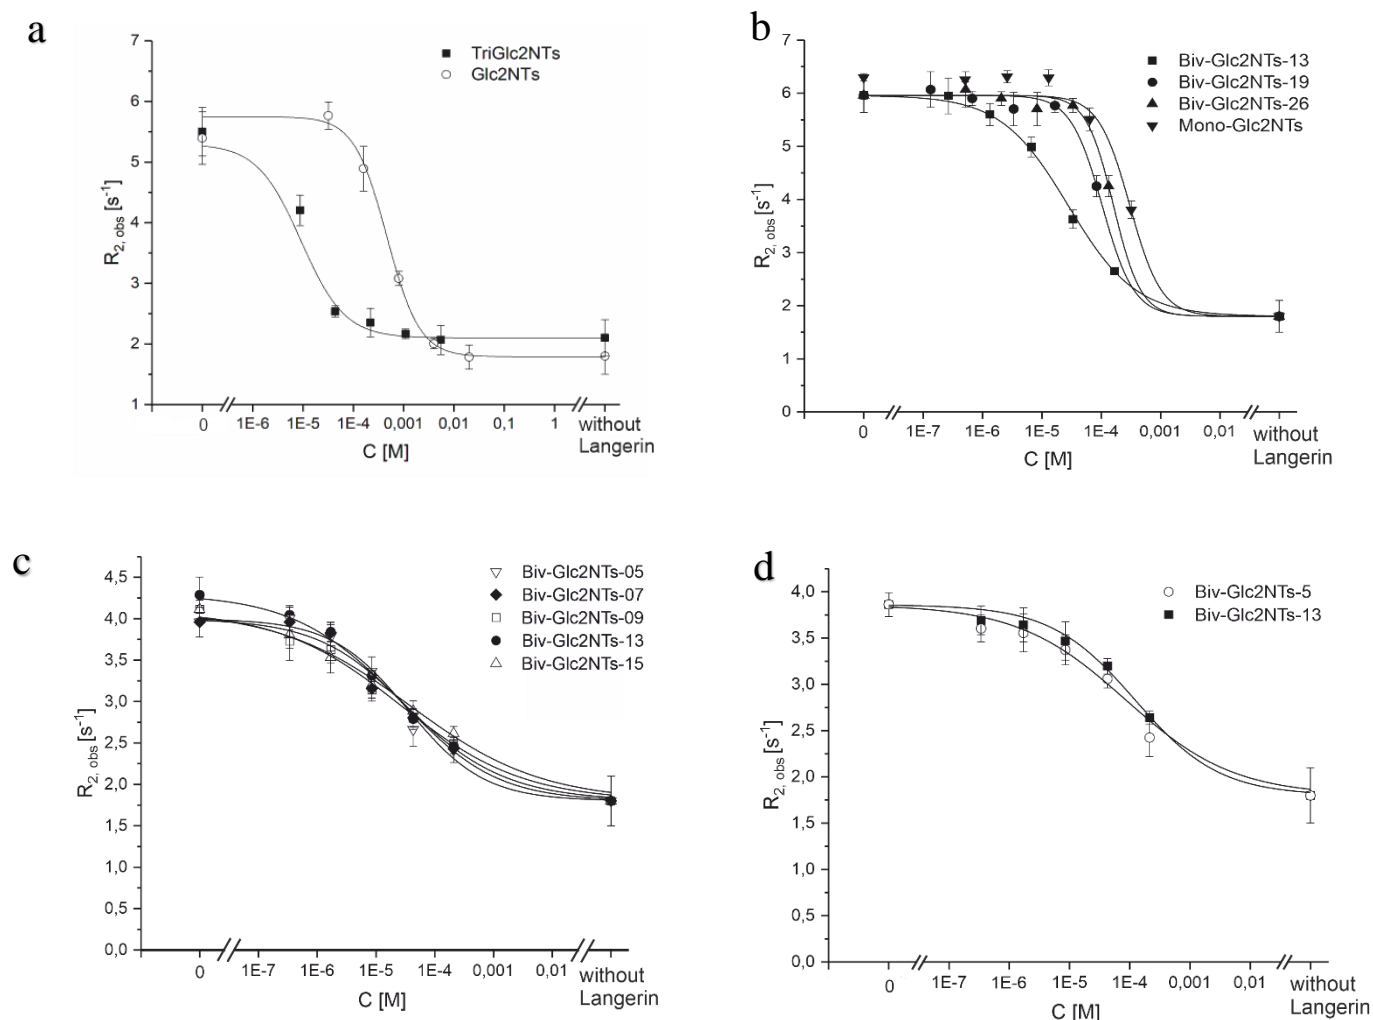 a
7
6
5
4
3
2
1
R2, obs [s-1]
TriGlc2NTs
Glc2NTs
0 1E-6 1E-5 1E-4 0,001 0,01 0,1 1 without
Langerin
C [M]
b
7
6
5
4
3
2
1
0
R2, obs [s-1]
Biv-Glc2NTs-13
Biv-Glc2NTs-19
Biv-Glc2NTs-26
Mono-Glc2NTs
0 1E-7 1E-5 1E-4 0,001 0,01 without
Langerin
C [M]
c
4,5
4,0
3,5
3,0
2,5
2,0
1,5
1,0
0,5
0,0
R2, obs [s-1]
Biv-Glc2NTs-05
Biv-Glc2NTs-07
Biv-Glc2NTs-09
Biv-Glc2NTs-13
Biv-Glc2NTs-15
0 1E-7 1E-6 1E-5 1E-4 0,001 0,01 without
Langerin
C [M]
d
4,0
3,5
3,0
2,5
2,0
1,5
1,0
0,5
0,0
R2, obs [s-1]
Biv-Glc2NTs-5
Biv-Glc2NTs-13
0 1E-7 1E-6 1E-5 1E-4 0,001 0,01 without
Langerin
C [M]